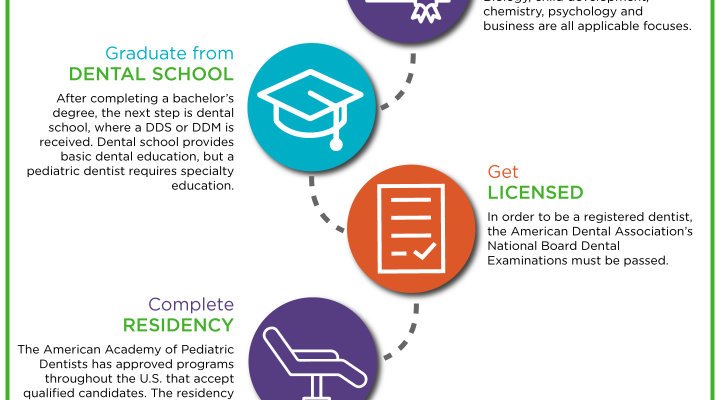 Biology, child development,
chemistry, psychology and
business are all applicable focuses.
Graduate from
DENTAL SCHOOL
After completing a bachelor’s
degree, the next step is dental
school, where a DDS or DDM is
received. Dental school provides
basic dental education, but a
pediatric dentist requires specialty
education.
Get
LICENSED
In order to be a registered dentist,
the American Dental Association’s
National Board Dental
Examinations must be passed.
Complete
RESIDENCY
The American Academy of Pediatric
Dentists has approved programs
throughout the U.S. that accept
qualified candidates. The residency